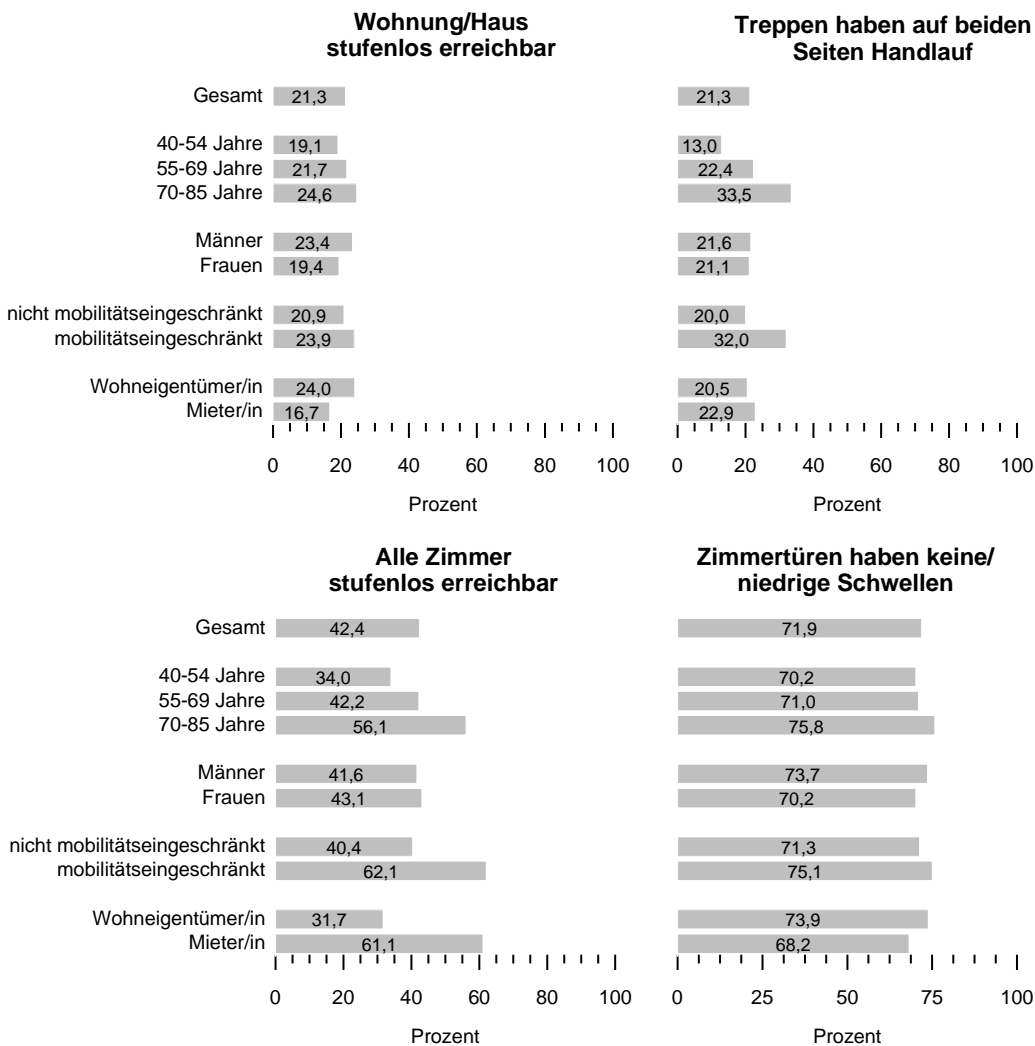 Wohnung/Haus
stufenlos erreichbar
Gesamt 21,3
40-54 Jahre 19,1
55-69 Jahre 21,7
70-85 Jahre 24,6
Männer 23,4
Frauen 19,4
nicht mobilitätseingeschränkt 20,9
mobilitätseingeschränkt 23,9
Wohneigentümer/in 24,0
Mieter/in 16,7
0 20 40 60 80 100
Prozent
Treppen haben auf beiden
Seiten Handlauf
21,3
13,0
22,4
33,5
21,6
21,1
20,0
32,0
20,5
22,9
0 20 40 60 80 100
Prozent
Alle Zimmer
stufenlos erreichbar
Gesamt 42,4
40-54 Jahre 34,0
55-69 Jahre 42,2
70-85 Jahre 56,1
Männer 41,6
Frauen 43,1
nicht mobilitätseingeschränkt 40,4
mobilitätseingeschränkt 62,1
Wohneigentümer/in 31,7
Mieter/in 61,1
0 20 40 60 80 100
Prozent
Zimmertüren haben keine/
niedrige Schwellen
71,9
70,2
71,0
75,8
73,7
70,2
71,3
75,1
73,9
68,2
0 25 50 75 100
Prozent